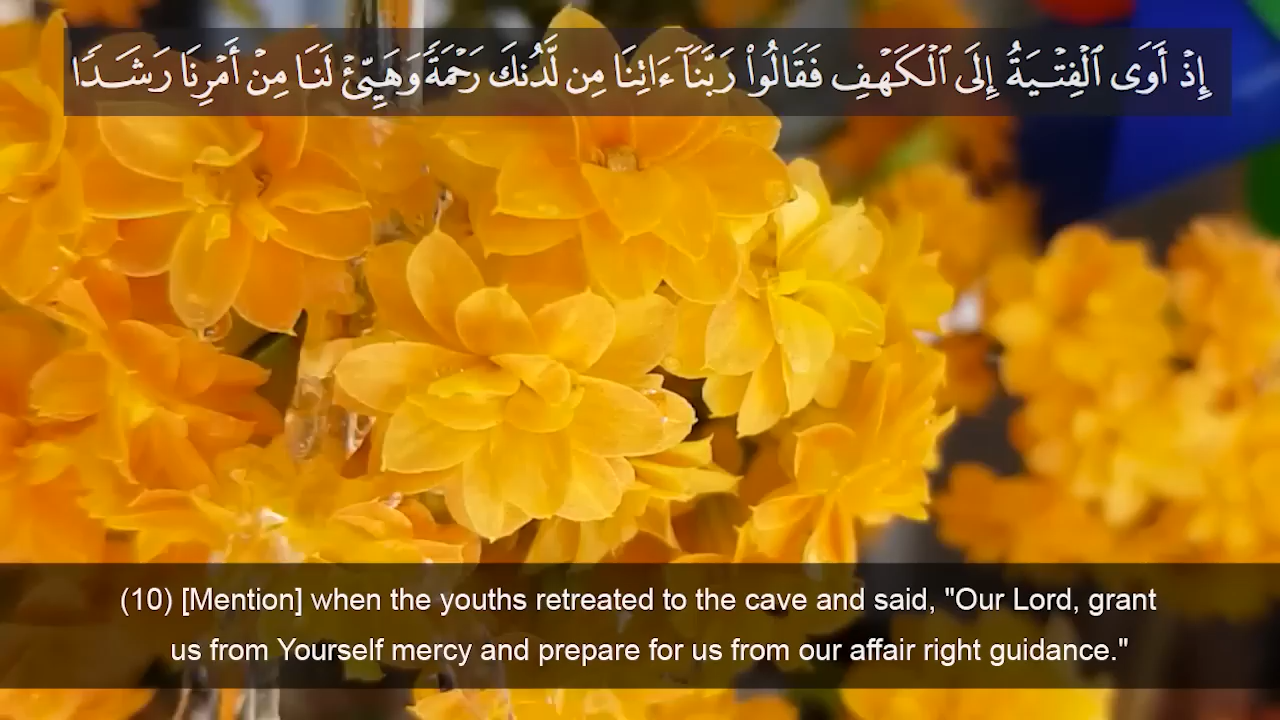 إِذْ أَوَى ٱلْفِتْيَةُ إِلَى ٱلْكَهْفِ فَقَالُوا۟ رَبَّنَآ ءَاتِنَا مِن لَّدُنكَ رَحْمَةً وَهَيِّئْ لَنَا مِنْ أَمْرِنَا رَشَدًا
(10) [Mention] when the youths retreated to the cave and said, "Our Lord, grant
us from Yourself mercy and prepare for us from our affair right guidance."